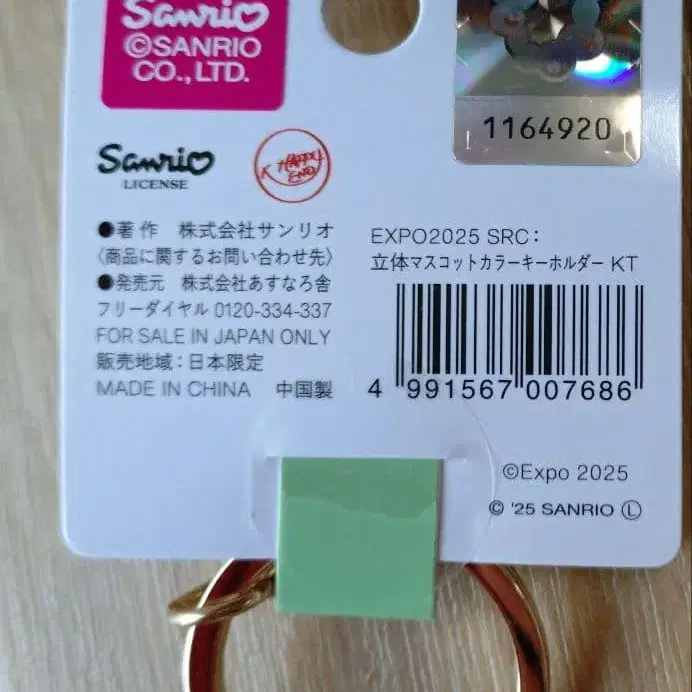 Sanrio
©SANRIO
CO., LTD.
1164920
Sanrio
LICENSE
K HAPPY
END
●著作 株式会社サンリオ
〈商品に関するお問い合わせ先〉
●発売元 株式会社あすなろ舎
フリーダイヤル 0120-334-337
FOR SALE IN JAPAN ONLY
販売地域：日本限定
MADE IN CHINA 中国製
EXPO2025 SRC：
立体マスコットカラーキーホルダー KT
4 991567 007686
©Expo 2025
© '25 SANRIO Ⓛ